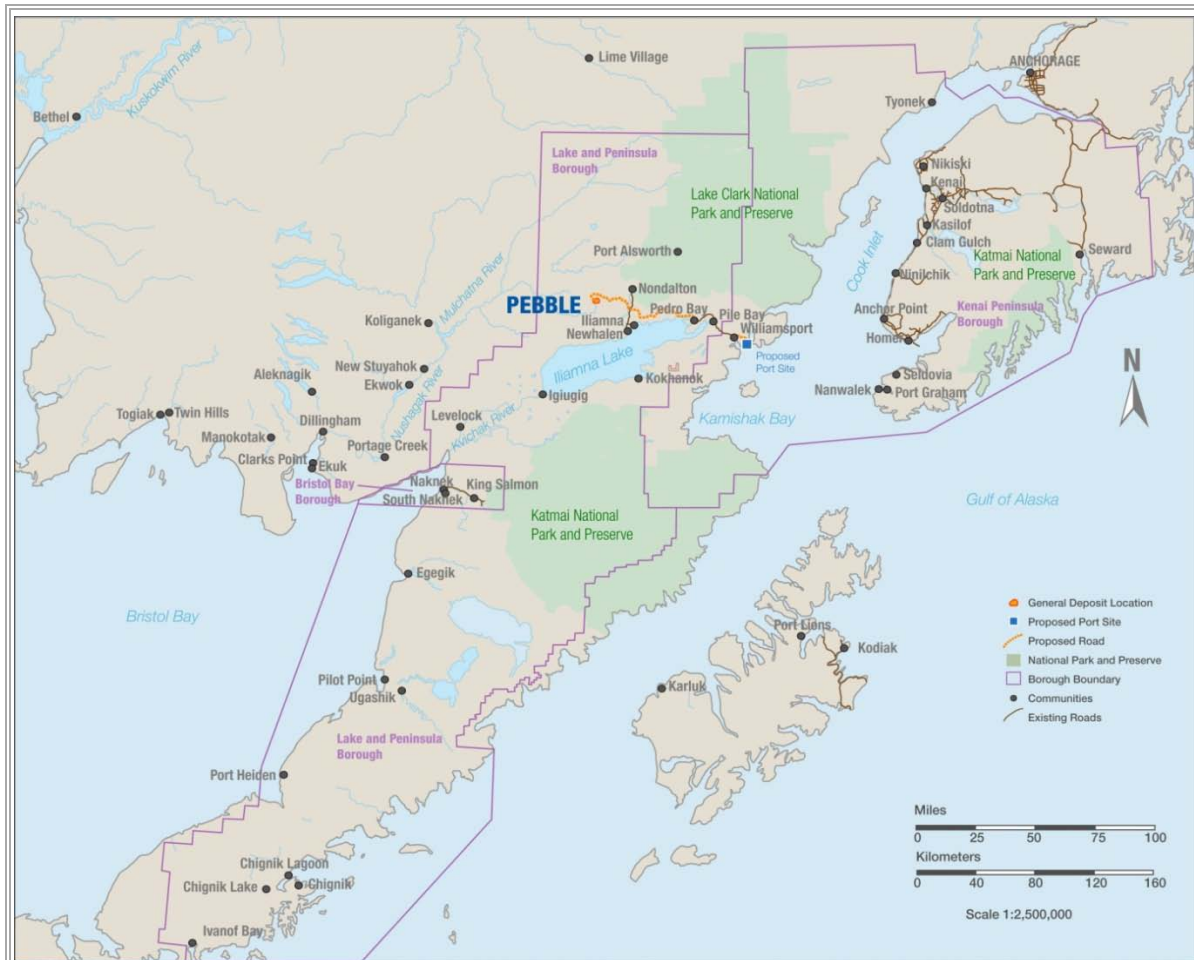 Lime Village
ANCHORAGE
Kuskokwim River
Bethel
Tyonek
Lake and Peninsula
Borough
Nikiski
Kenai
Lake Clark National
Park and Preserve
Soldotna
Kasilof
Clam Gulch
Port Alsworth
Cook Inlet
Katmai National
Park and Preserve
Seward
Mulchatna River
Nondalton
Ninilchik
PEBBLE
Pedro Bay
Pile Bay
Kenai Peninsula
Borough
Koliganek
Iliamna
Newhalen
Williamsport
Anchor Point
Homer
Proposed
Port Site
Iliamna Lake
New Stuyahok
Aleknagik
Ekwok
Kokhanok
Seldovia
Nanwalek
Port Graham
Igiugig
N
Togiak
Twin Hills
Nushagak River
Levelock
Kvichak River
Kamishak Bay
Dillingham
Manokotak
Portage Creek
Clarks Point
Ekuk
Bristol Bay
Borough
Naknek
King Salmon
South Naknek
Gulf of Alaska
Katmai National
Park and Preserve
Egegik
Bristol Bay
General Deposit Location
Proposed Port Site
Proposed Road
National Park and Preserve
Borough Boundary
Communities
Existing Roads
Port Lions
Kodiak
Karluk
Pilot Point
Ugashik
Lake and Peninsula
Borough
Port Heiden
Miles
0 25 50 75 100
Kilometers
0 40 80 120 160
Scale 1:2,500,000
Chignik Lagoon
Chignik Lake
Chignik
Ivanof Bay